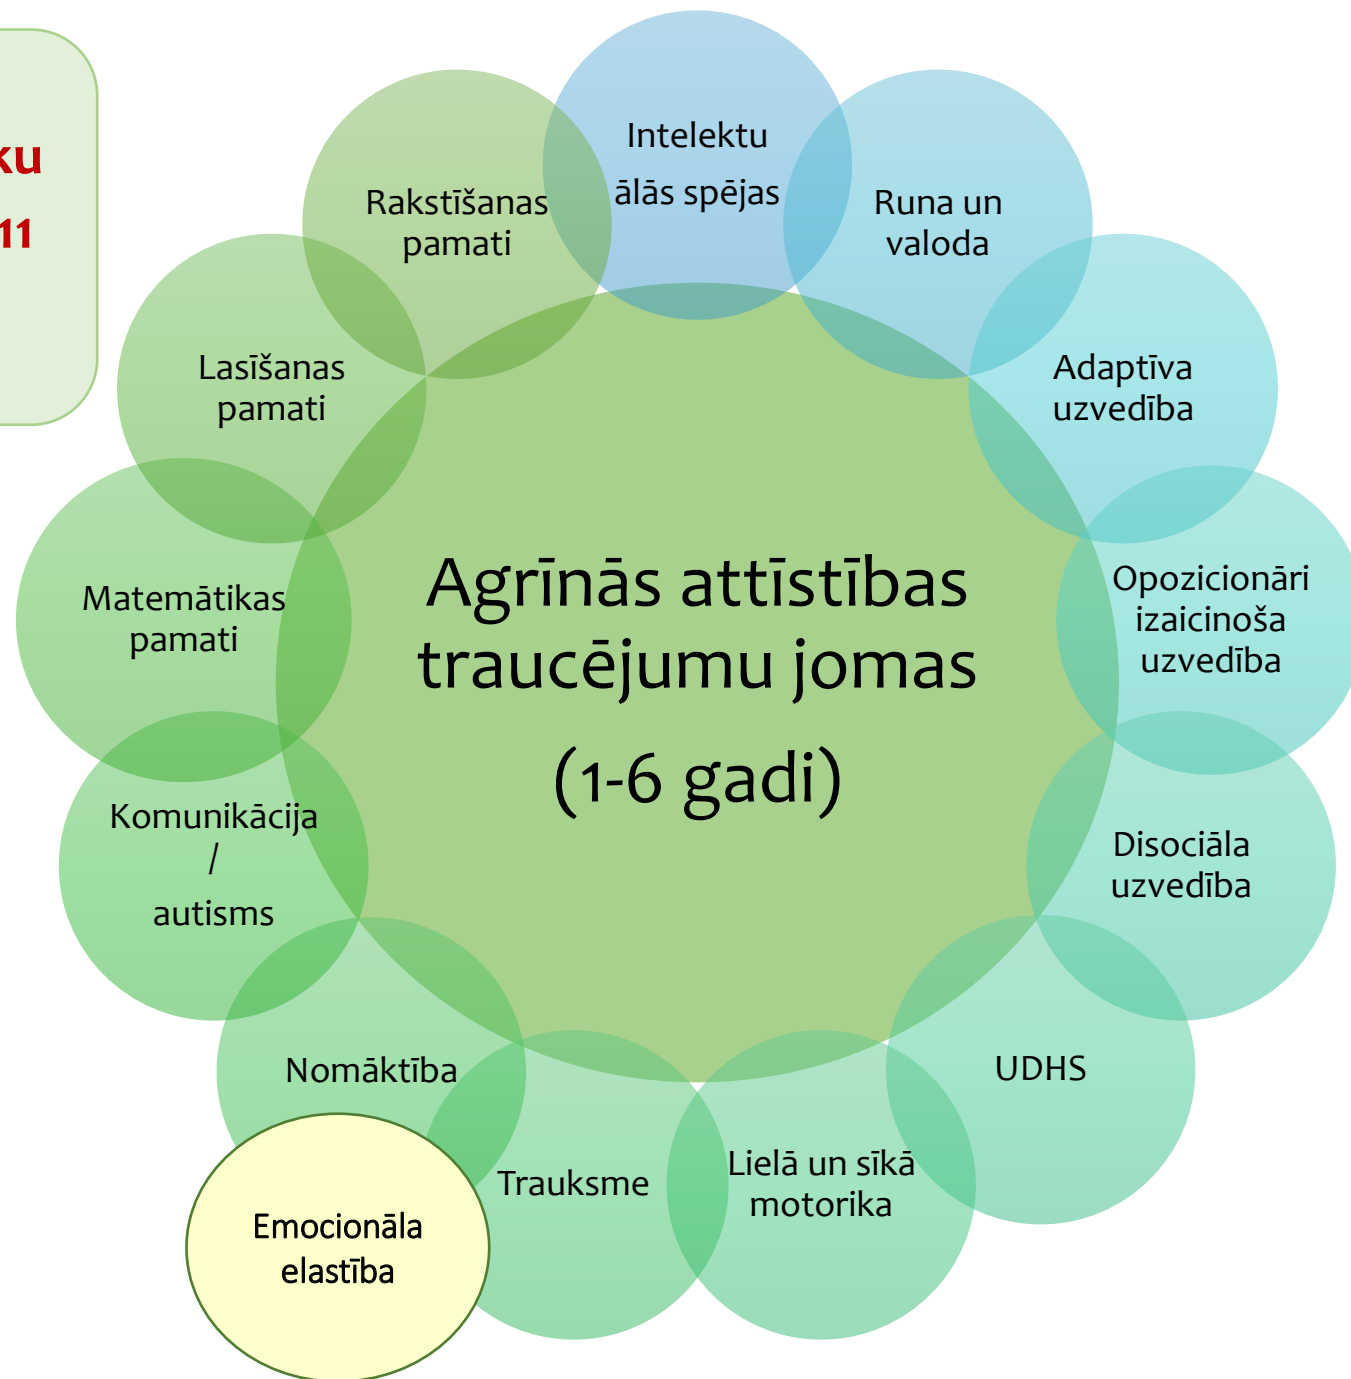 ku
11
Intelektu
ālās spējas
Runa un
valoda
Adaptīva
uzvedība
Opozicionāri
izaicinoša
uzvedība
Disociāla
uzvedība
UDHS
Lielā un sīkā
motorika
Trauksme
Emocionāla
elastība
Nomāktība
Komunikācija
/
autisms
Matemātikas
pamati
Lasīšanas
pamati
Rakstīšanas
pamati
Agrīnās attīstības
traucējumu jomas
(1-6 gadi)